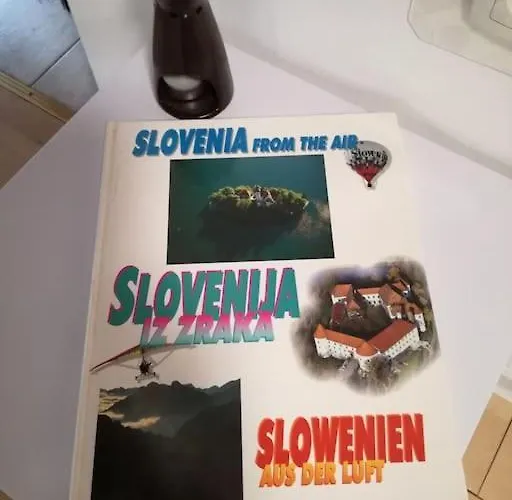 SLOVENIA FROM THE AIR
SLOVENIJA
IZ ZRAKA
SLOWENIEN
AUS DER LUFT